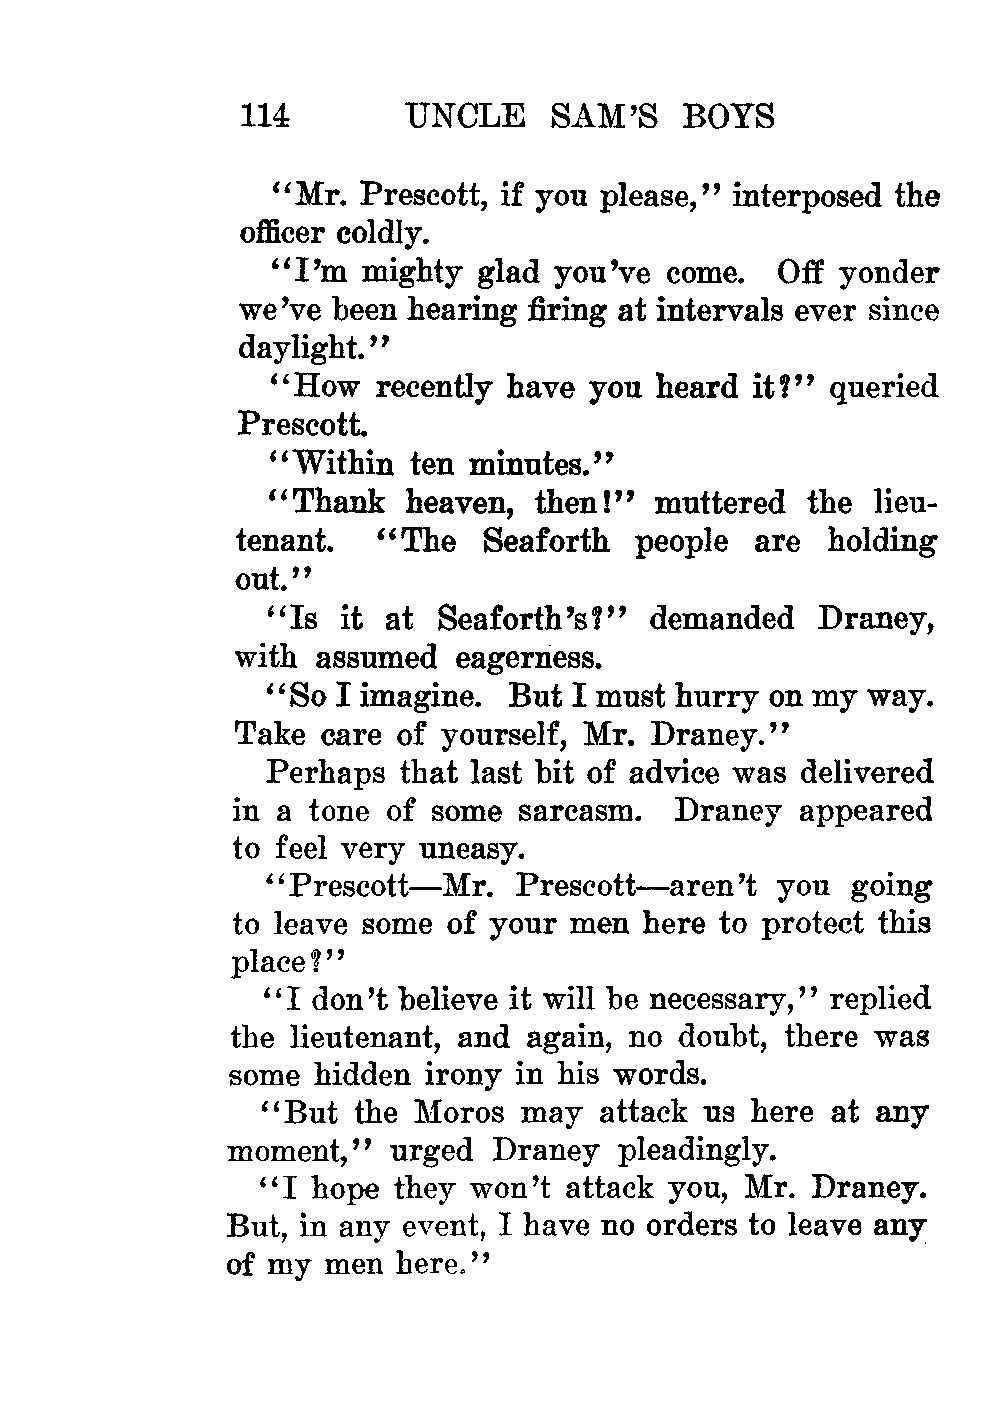 114 UNCLE SAM'S BOYS
"Mr. Prescott, if you please," interposed the
officer coldly.
"I'm mighty glad you've come. Off yonder
we've been hearing firing at intervals ever since
daylight."
"How recently have you heard it?" queried
Prescott.
"Within ten minutes."
"Thank heaven, then!" muttered the lieu-
tenant. "The Seaforth people are holding
out."
"Is it at Seaforth's?" demanded Draney,
with assumed eagerness.
"So I imagine. But I must hurry on my way.
Take care of yourself, Mr. Draney."
Perhaps that last bit of advice was delivered
in a tone of some sarcasm. Draney appeared
to feel very uneasy.
"Prescott—Mr. Prescott—aren't you going
to leave some of your men here to protect this
place?"
"I don't believe it will be necessary," replied
the lieutenant, and again, no doubt, there was
some hidden irony in his words.
"But the Moros may attack us here at any
moment," urged Draney pleadingly.
"I hope they won't attack you, Mr. Draney.
But, in any event, I have no orders to leave any
of my men here."